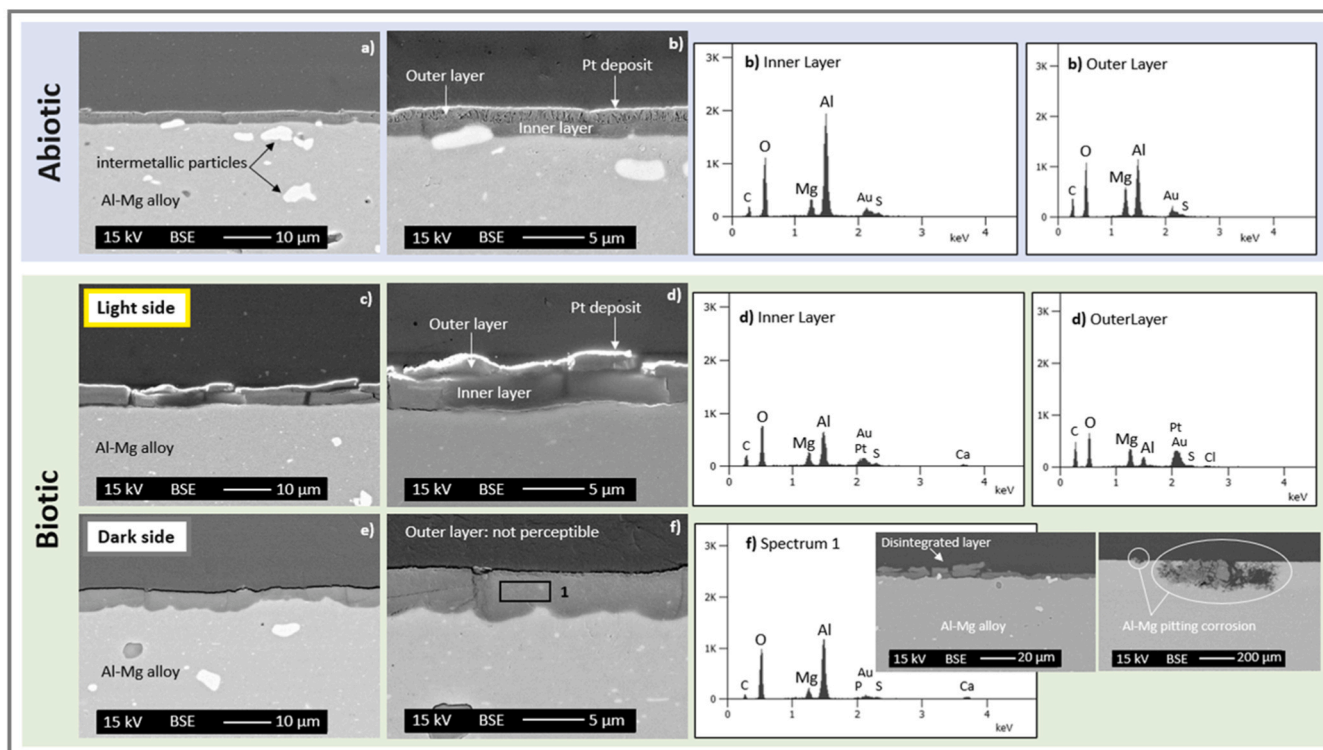 Abiotic
a)
intermetallic particles
Al-Mg alloy
15 kV BSE 10 µm
b)
Outer layer
Pt deposit
Inner layer
15 kV BSE 5 µm
b) Inner Layer
3K
2K
1K
0
C
O
Mg
Al
Au
S
0 1 2 3 4
keV
b) Outer Layer
3K
2K
1K
0
C
O
Mg
Al
Au
S
0 1 2 3 4
keV
Biotic
Light side
c)
Al-Mg alloy
15 kV BSE 10 µm
d)
Outer layer
Pt deposit
Inner layer
15 kV BSE 5 µm
d) Inner Layer
3K
2K
1K
0
C
O
Mg
Al
Au
Pt
S
Ca
0 1 2 3 4
keV
d) OuterLayer
3K
2K
1K
0
C
O
Mg
Al
Pt
Au
S
Cl
0 1 2 3 4
keV
Dark side
e)
Al-Mg alloy
15 kV BSE 10 µm
f)
Outer layer: not perceptible
1
15 kV BSE 5 µm
f) Spectrum 1
3K
2K
1K
0
C
O
Mg
Al
Au
P
S
Ca
0 1 2 3 4
keV
Disintegrated layer
Al-Mg alloy
15 kV BSE 20 µm
Al-Mg pitting corrosion
15 kV BSE 200 µm